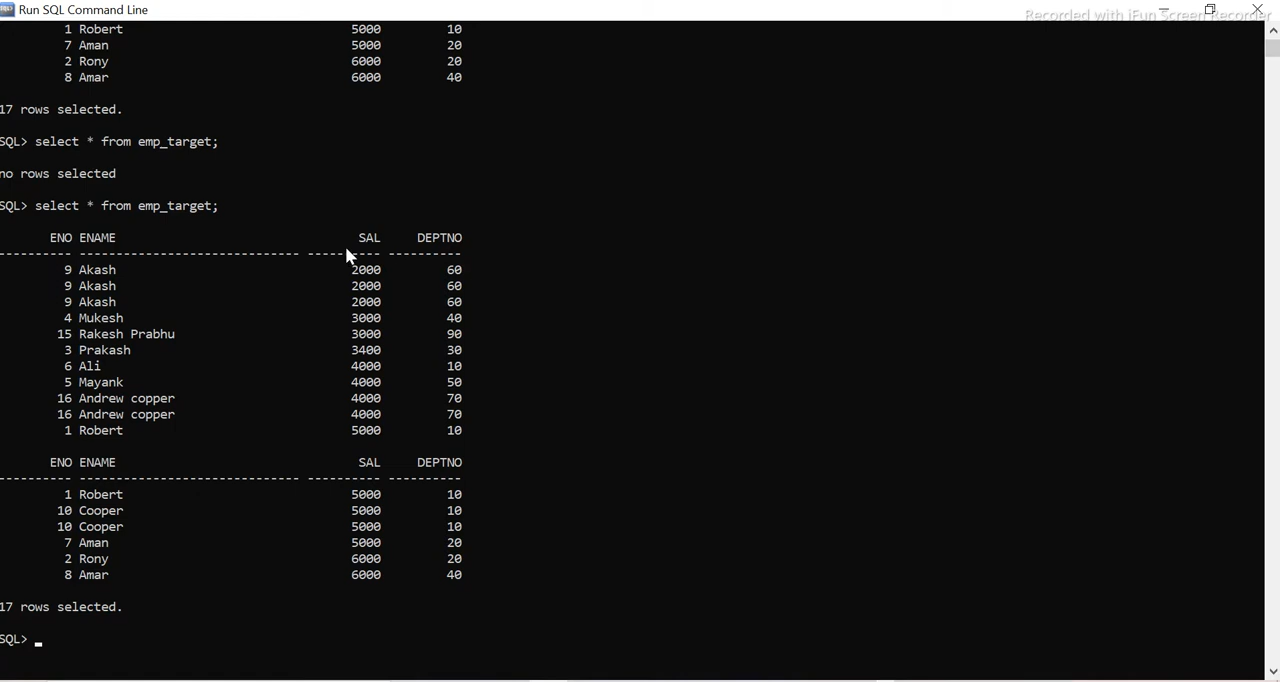 Run SQL Command Line
Recorded with iFun Screen Recorder
1 Robert 5000 10
7 Aman 5000 20
2 Rony 6000 20
8 Amar 6000 40
17 rows selected.
SQL> select * from emp_target;
no rows selected
SQL> select * from emp_target;
ENO ENAME SAL DEPTNO
---------- ------------------------------ ---------- ----------
9 Akash 2000 60
9 Akash 2000 60
9 Akash 2000 60
4 Mukesh 3000 40
15 Rakesh Prabhu 3000 90
3 Prakash 3400 30
6 Ali 4000 10
5 Mayank 4000 50
16 Andrew copper 4000 70
16 Andrew copper 4000 70
1 Robert 5000 10
ENO ENAME SAL DEPTNO
---------- ------------------------------ ---------- ----------
1 Robert 5000 10
10 Cooper 5000 10
10 Cooper 5000 10
7 Aman 5000 20
2 Rony 6000 20
8 Amar 6000 40
17 rows selected.
SQL> _